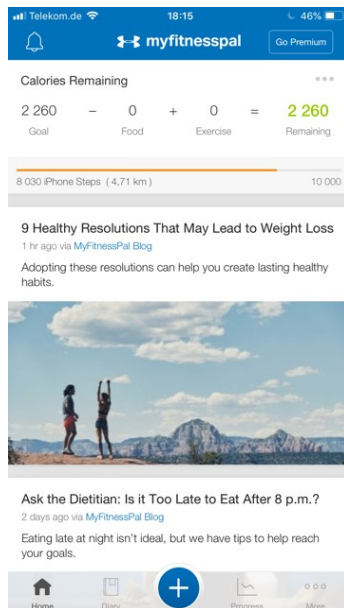 Telekom.de 18:15 46%
myfitnesspal Go Premium
Calories Remaining
2 260 – 0 + 0 = 2 260
Goal Food Exercise Remaining
8 030 iPhone Steps ( 4,71 km ) 10 000
9 Healthy Resolutions That May Lead to Weight Loss
1 hr ago via MyFitnessPal Blog
Adopting these resolutions can help you create lasting healthy
habits.
Ask the Dietitian: Is it Too Late to Eat After 8 p.m.?
2 days ago via MyFitnessPal Blog
Eating late at night isn't ideal, but we have tips to help reach
your goals.
Home Diary Progress More